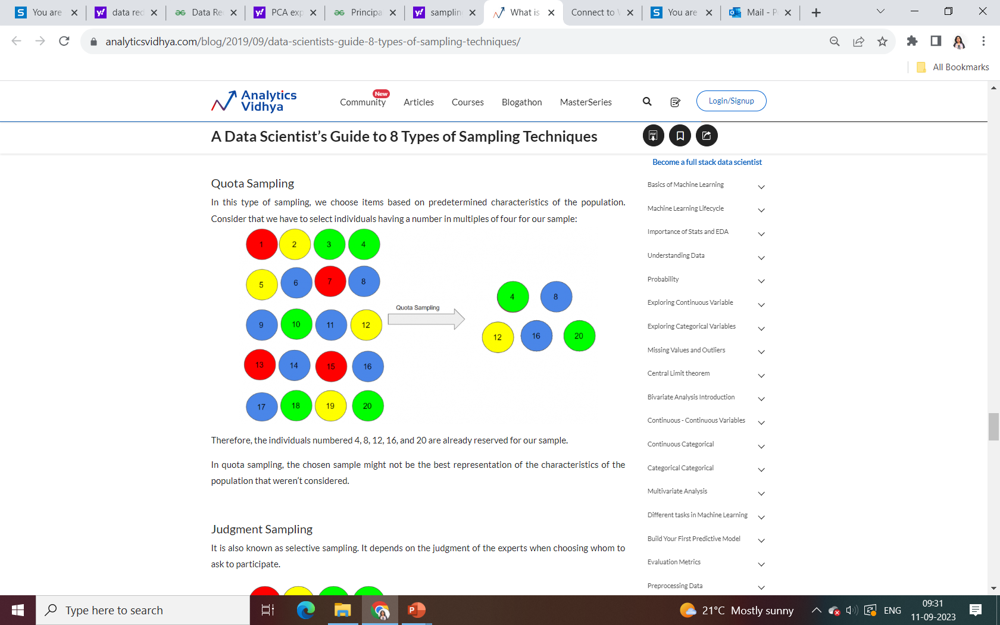 You are
data red
Data Re
PCA exp
Principa
sampling
What is
Connect to
You are
Mail - P
analyticsvidhya.com/blog/2019/09/data-scientists-guide-8-types-of-sampling-techniques/
All Bookmarks
Analytics
Vidhya
New
Community
Articles
Courses
Blogathon
MasterSeries
Login/Signup
A Data Scientist’s Guide to 8 Types of Sampling Techniques
PDF
Become a full stack data scientist
Quota Sampling
In this type of sampling, we choose items based on predetermined characteristics of the population.
Consider that we have to select individuals having a number in multiples of four for our sample:
1 2 3 4
5 6 7 8
9 10 11 12
13 14 15 16
17 18 19 20
Quota Sampling
4 8
12 16 20
Therefore, the individuals numbered 4, 8, 12, 16, and 20 are already reserved for our sample.
In quota sampling, the chosen sample might not be the best representation of the characteristics of the
population that weren’t considered.
Judgment Sampling
It is also known as selective sampling. It depends on the judgment of the experts when choosing whom to
ask to participate.
Basics of Machine Learning
Machine Learning Lifecycle
Importance of Stats and EDA
Understanding Data
Probability
Exploring Continuous Variable
Exploring Categorical Variables
Missing Values and Outliers
Central Limit theorem
Bivariate Analysis Introduction
Continuous - Continuous Variables
Continuous Categorical
Categorical Categorical
Multivariate Analysis
Different tasks in Machine Learning
Build Your First Predictive Model
Evaluation Metrics
Preprocessing Data
Type here to search
21°C Mostly sunny
ENG
09:31
11-09-2023